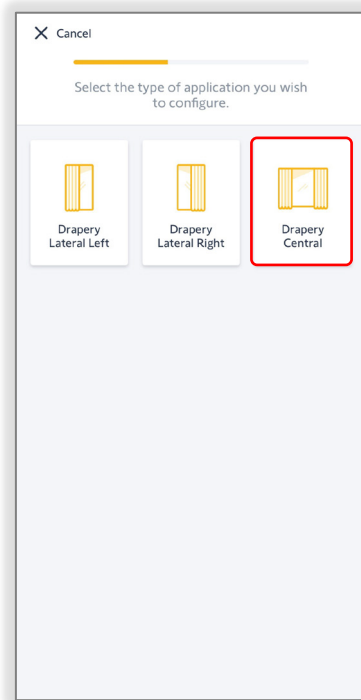 Cancel
Select the type of application you wish
to configure.
Drapery
Lateral Left
Drapery
Lateral Right
Drapery
Central